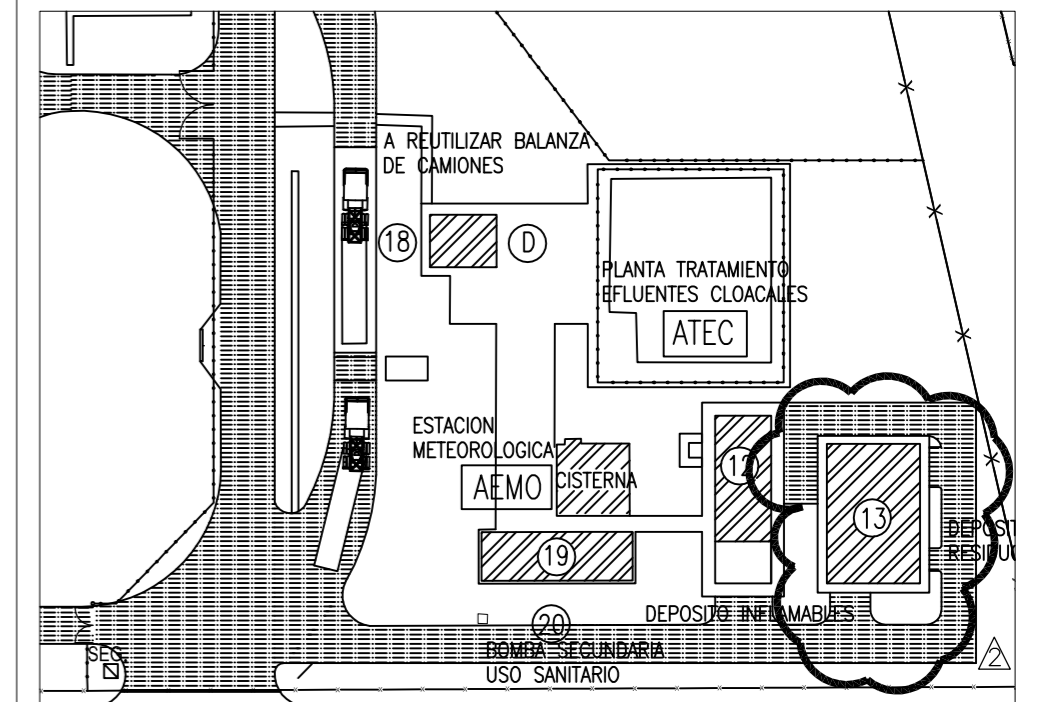 A REUTILIZAR BALANZA
DE CAMIONES
18
D
PLANTA TRATAMIENTO
EFLUENTES CLOACALES
ATEC
ESTACION
METEOROLOGICA
AEMO
CISTERNA
12
13
19
DEPOSITO INFLAMABLES
20
BOMBA SECUNDARIA
USO SANITARIO
SEG.
2